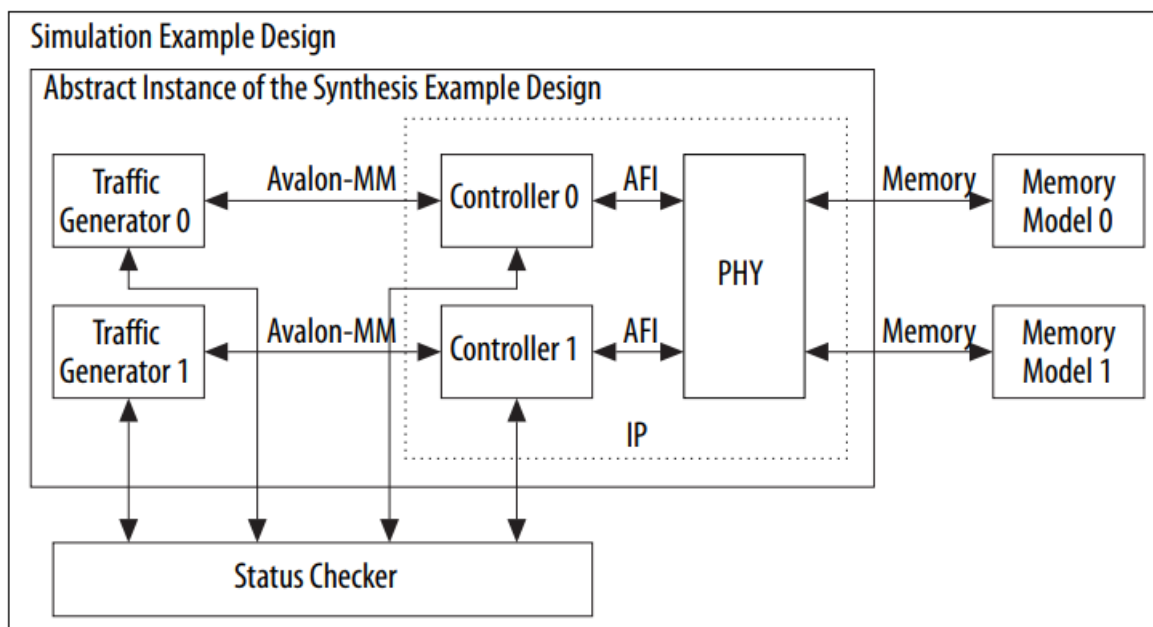 Simulation Example Design
Abstract Instance of the Synthesis Example Design
Traffic
Generator 0
Avalon-MM
Controller 0
AFI
PHY
Memory
Memory
Model 0
Traffic
Generator 1
Avalon-MM
Controller 1
AFI
Memory
Memory
Model 1
IP
Status Checker